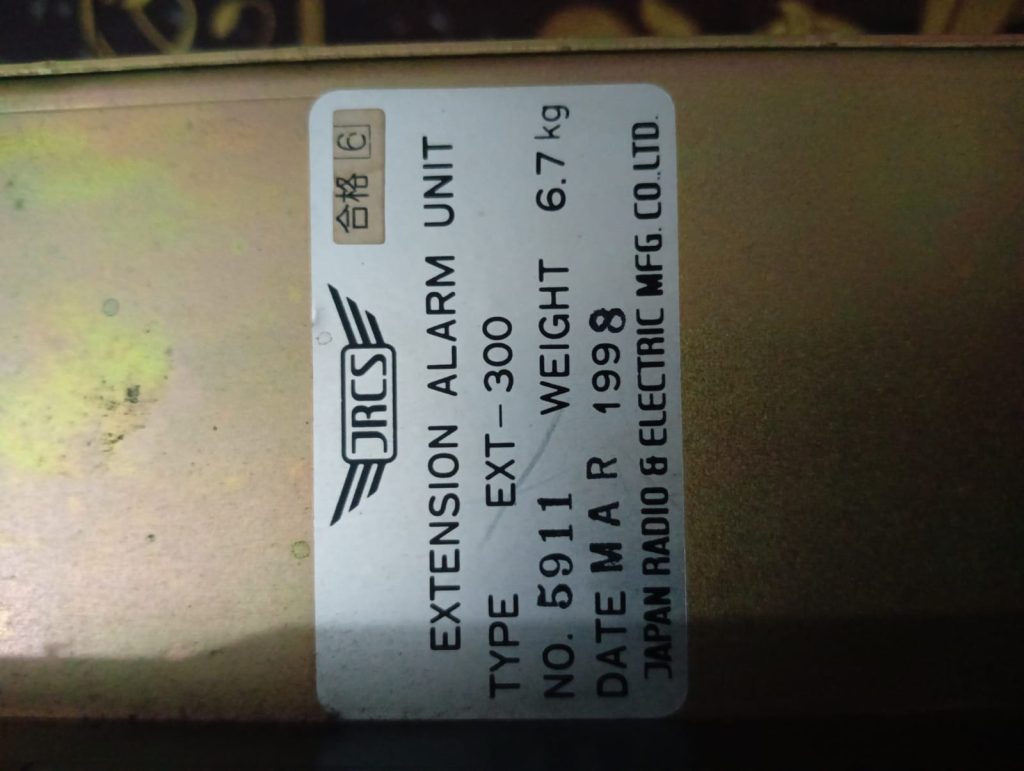 JRCS
合格 6
EXTENSION ALARM UNIT
TYPE EXT-300
NO. 5911 WEIGHT 6.7 kg
DATE MAR 1998
JAPAN RADIO & ELECTRIC MFG. CO.,LTD.